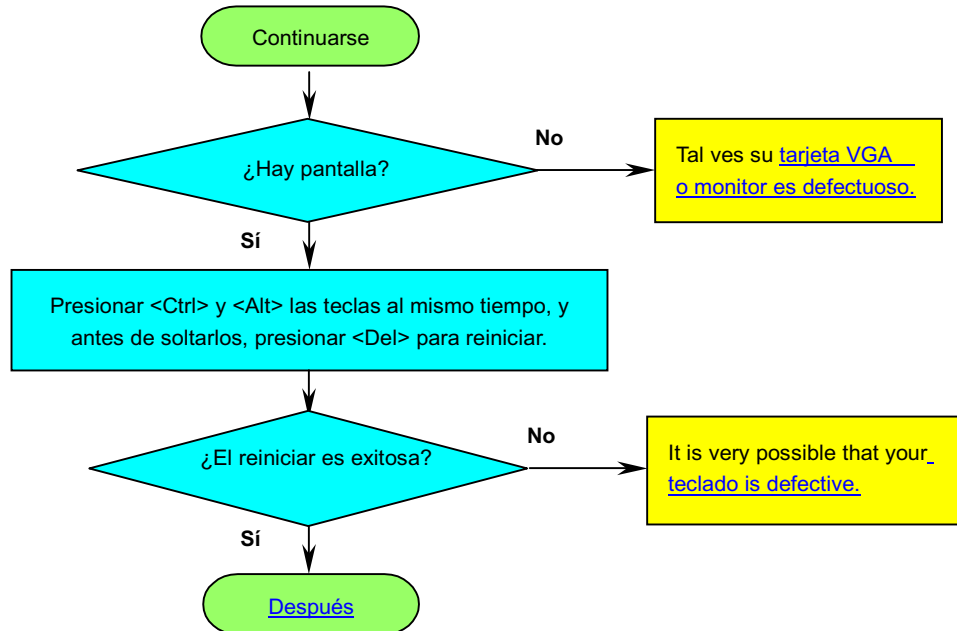 Continuarse
¿Hay pantalla?
No
Tal ves su tarjeta VGA
o monitor es defectuoso.
Sí
Presionar <Ctrl> y <Alt> las teclas al mismo tiempo, y
antes de soltarlos, presionar <Del> para reiniciar.
¿El reiniciar es exitosa?
No
It is very possible that your
teclado is defective.
Sí
Después